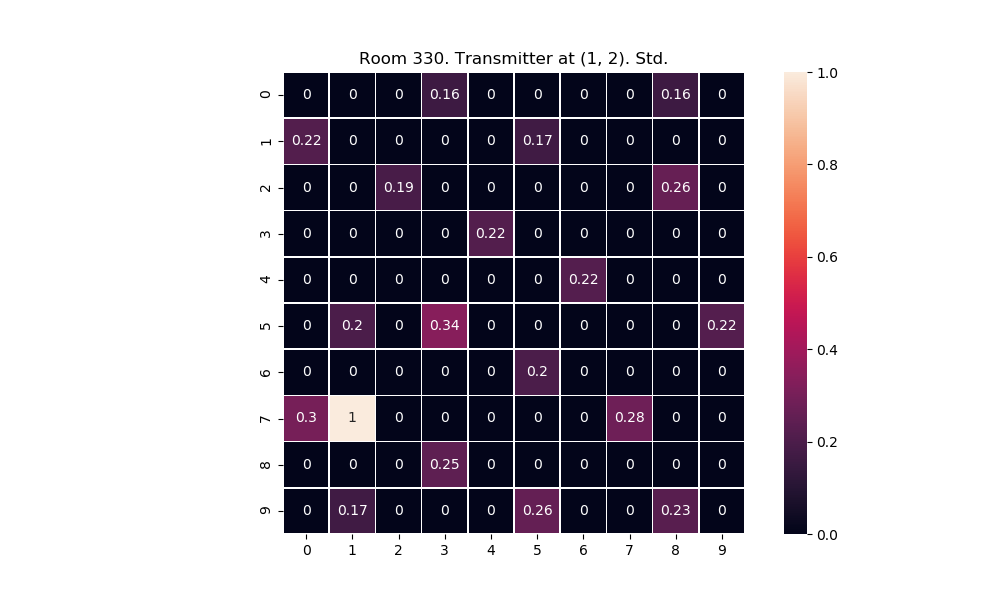 Room 330. Transmitter at (1, 2). Std.
0 0 0 0 0.16 0 0 0 0 0.16 0
1 0.22 0 0 0 0 0.17 0 0 0 0
2 0 0 0.19 0 0 0 0 0 0.26 0
3 0 0 0 0 0.22 0 0 0 0 0
4 0 0 0 0 0 0 0.22 0 0 0
5 0 0.2 0 0.34 0 0 0 0 0 0.22
6 0 0 0 0 0 0.2 0 0 0 0
7 0.3 1 0 0 0 0 0 0.28 0 0
8 0 0 0 0.25 0 0 0 0 0 0
9 0 0.17 0 0 0 0.26 0 0 0.23 0
0 1 2 3 4 5 6 7 8 9
1.0
0.8
0.6
0.4
0.2
0.0